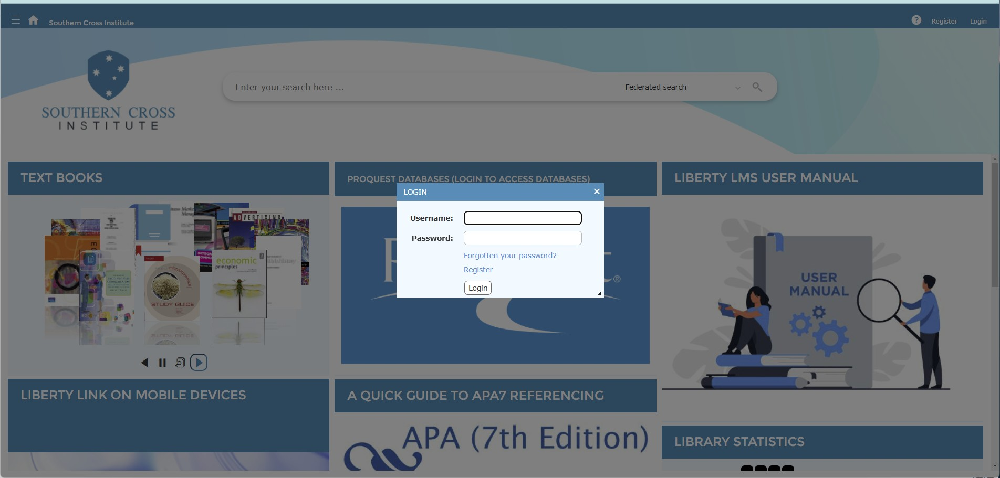 Southern Cross Institute
Register
Login
SOUTHERN CROSS
INSTITUTE
Enter your search here ...
Federated search
TEXT BOOKS
PROQUEST DATABASES (LOGIN TO ACCESS DATABASES)
LIBERTY LMS USER MANUAL
LOGIN
Username:
Password:
Forgotten your password?
Register
Login
ADVERTISING
economic
principles
microeconomics
STUDY GUIDE
USER
MANUAL
LIBERTY LINK ON MOBILE DEVICES
A QUICK GUIDE TO APA7 REFERENCING
APA (7th Edition)
LIBRARY STATISTICS